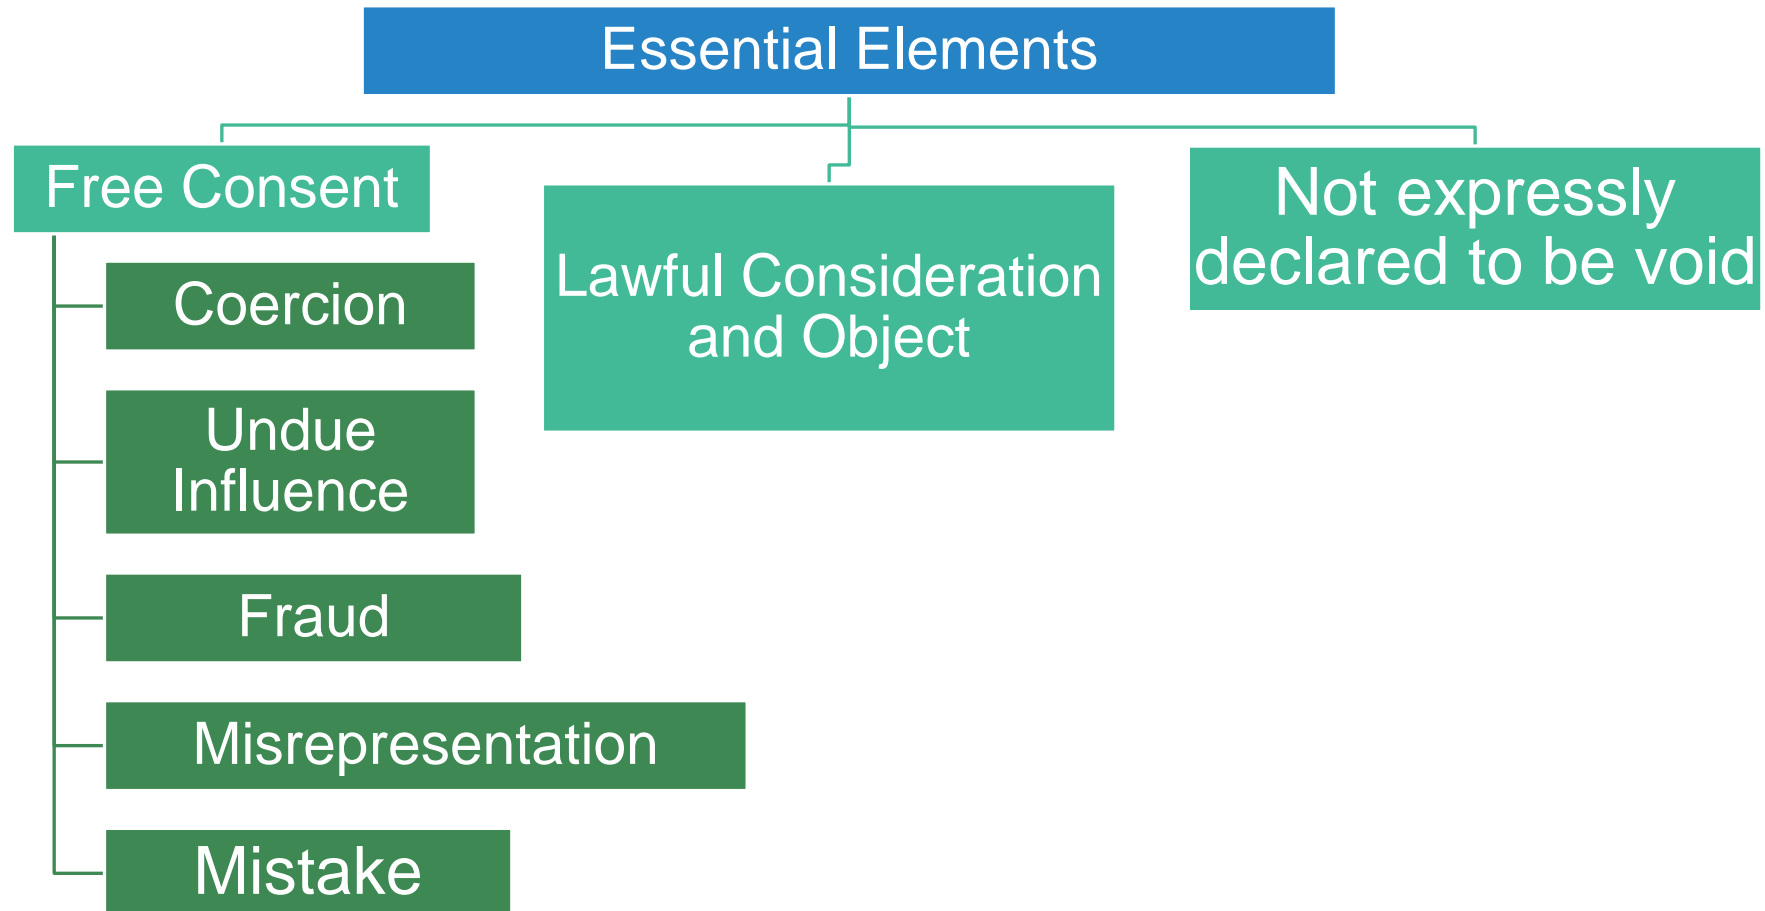 Essential Elements
Free Consent
Coercion
Undue
Influence
Fraud
Misrepresentation
Mistake
Lawful Consideration
and Object
Not expressly
declared to be void